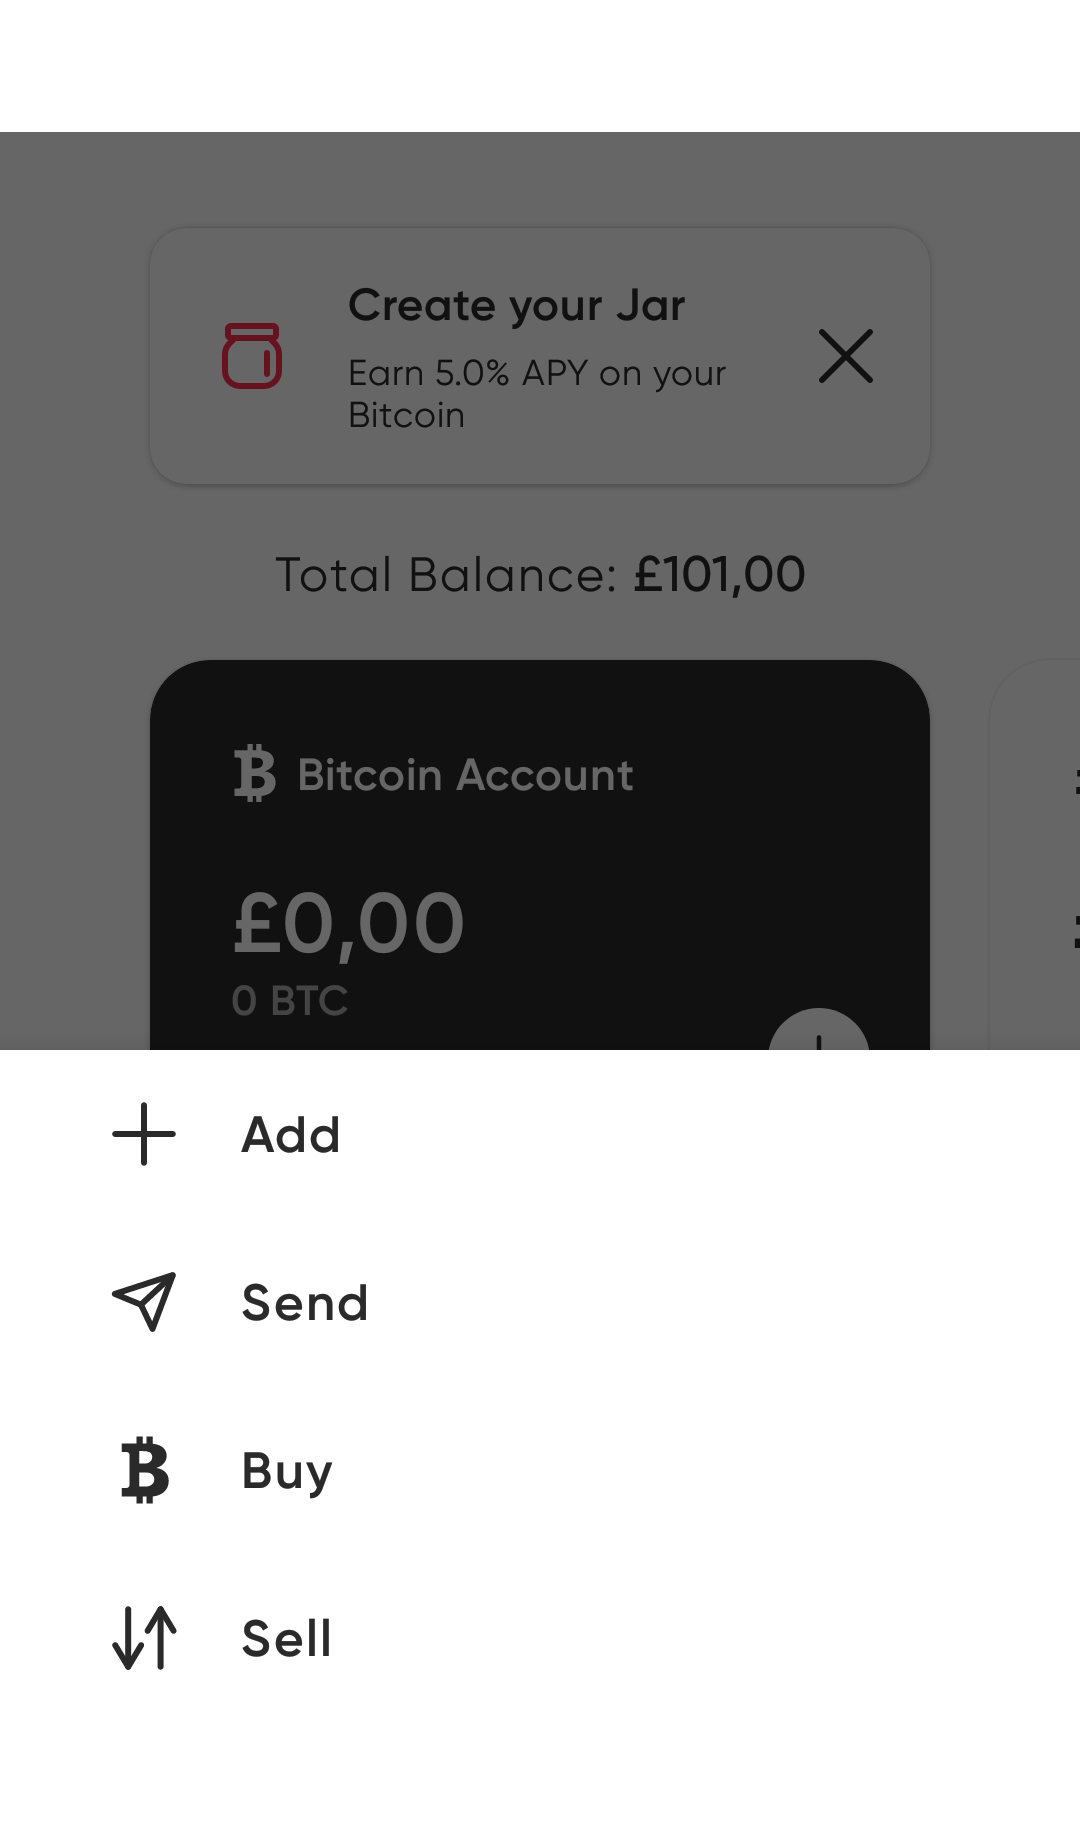 Create your Jar
Earn 5.0% APY on your
Bitcoin
Total Balance: £101,00
Bitcoin Account
£0,00
0 BTC
Add
Send
Buy
Sell